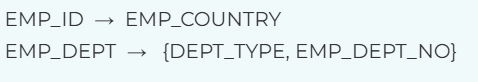 EMP_ID → EMP_COUNTRY
EMP_DEPT → {DEPT_TYPE, EMP_DEPT_NO}